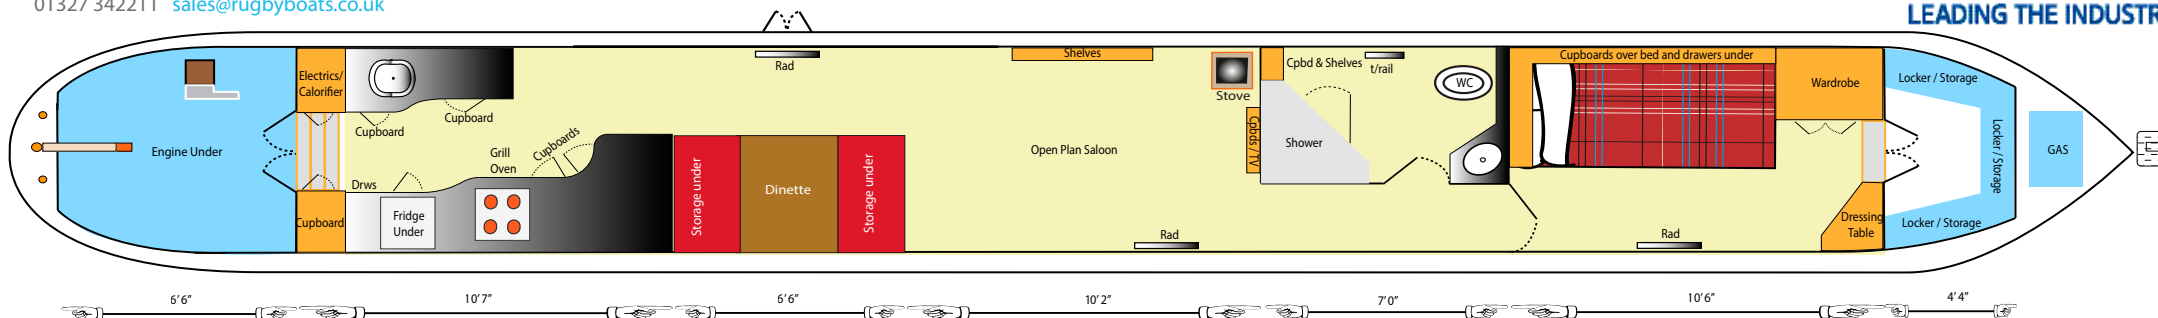 01327 342211 sales@rugbyboats.co.uk
LEADING THE INDUSTR
Electrics/
Calorifier
Cupboard
Cupboard
Engine Under
Cupboard
Drws
Fridge
Under
Grill
Oven
Cupboards
Storage under
Dinette
Storage under
Rad
Open Plan Saloon
Shelves
Rad
Stove
Cpbds / TV
Cpbd & Shelves
t/rail
Shower
WC
Cupboards over bed and drawers under
Rad
Wardrobe
Dressing
Table
Locker / Storage
Locker / Storage
Locker / Storage
GAS
6'6" 10'7" 6'6" 10'2" 7'0" 10'6" 4'4"